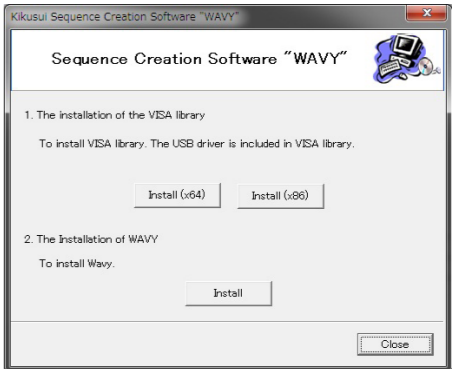 Kikusui Sequence Creation Software "WAVY"
Sequence Creation Software "WAVY"
1. The installation of the VISA library
To install VISA library. The USB driver is included in VISA library.
Install (x64) Install (x86)
2. The Installation of WAVY
To install Wavy.
Install
Close